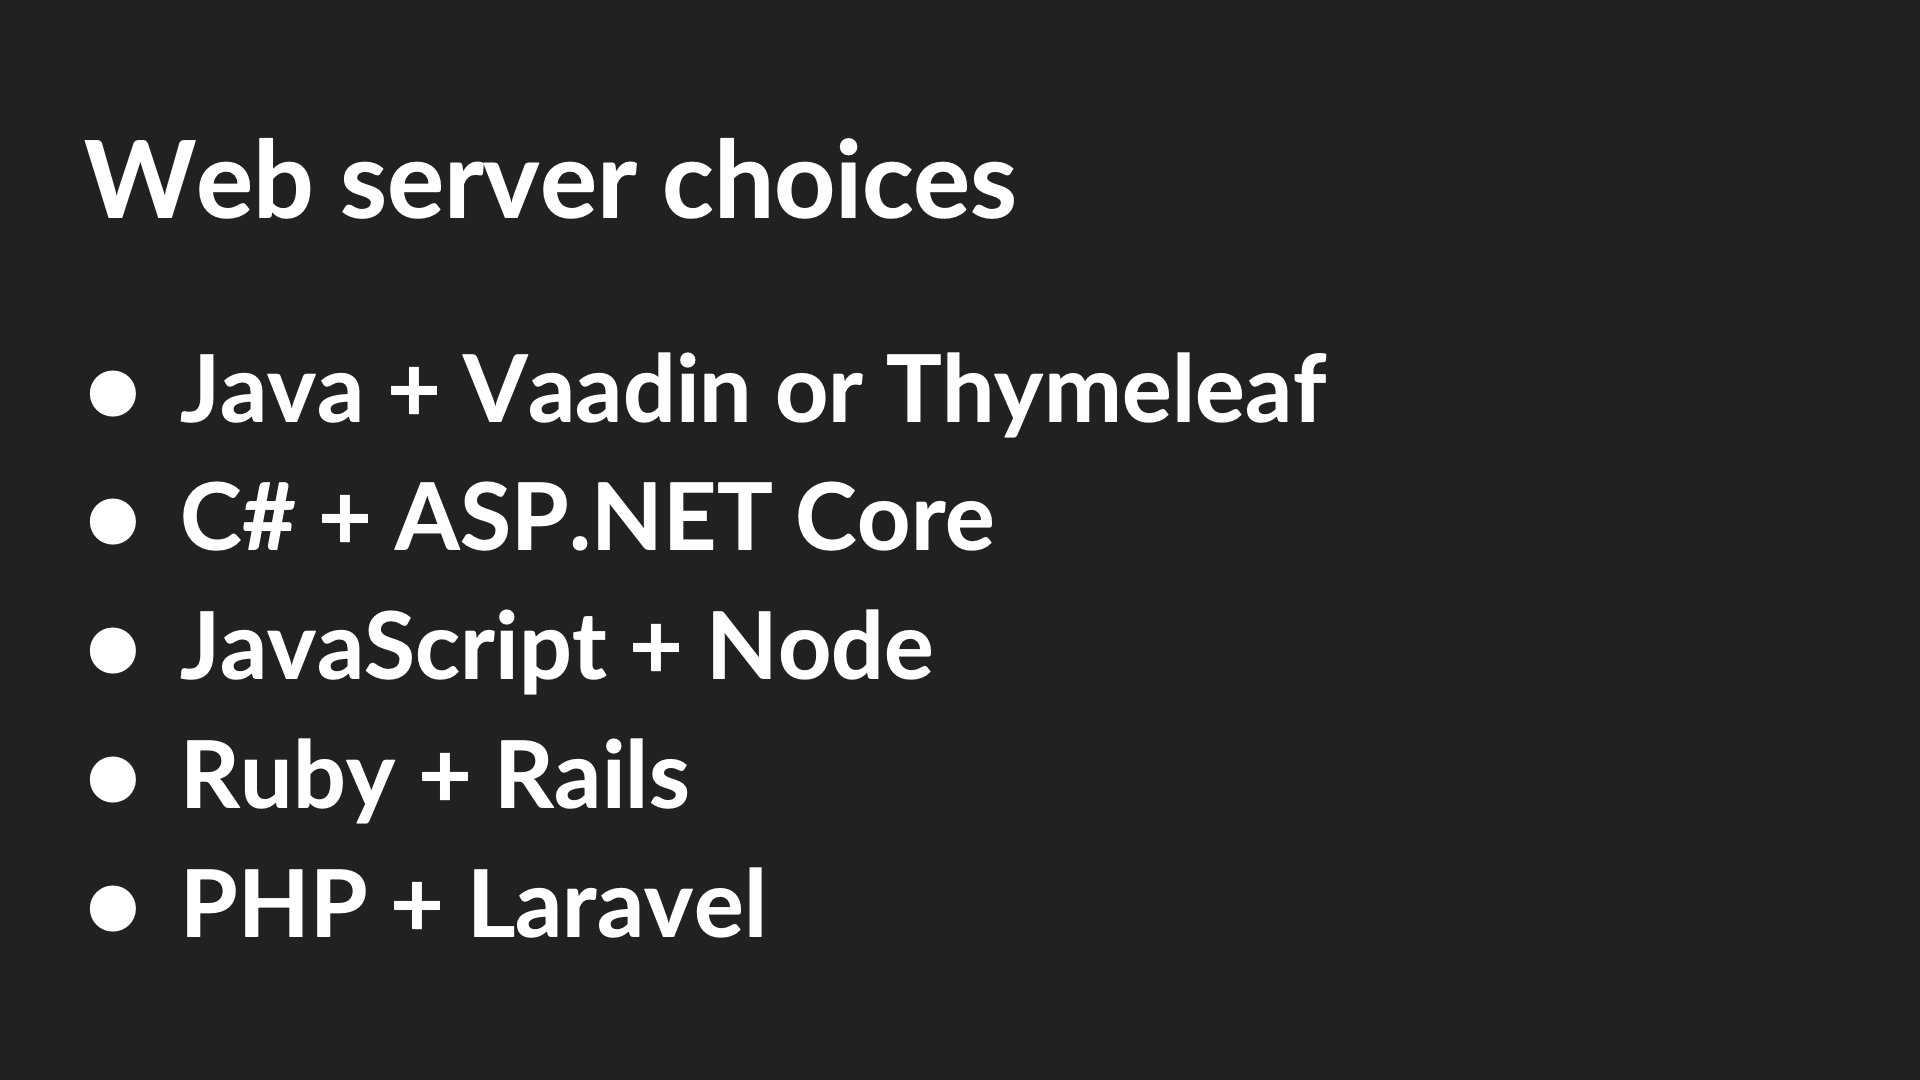 Web server choices
● Java + Vaadin or Thymeleaf
● C# + ASP.NET Core
● JavaScript + Node
● Ruby + Rails
● PHP + Laravel